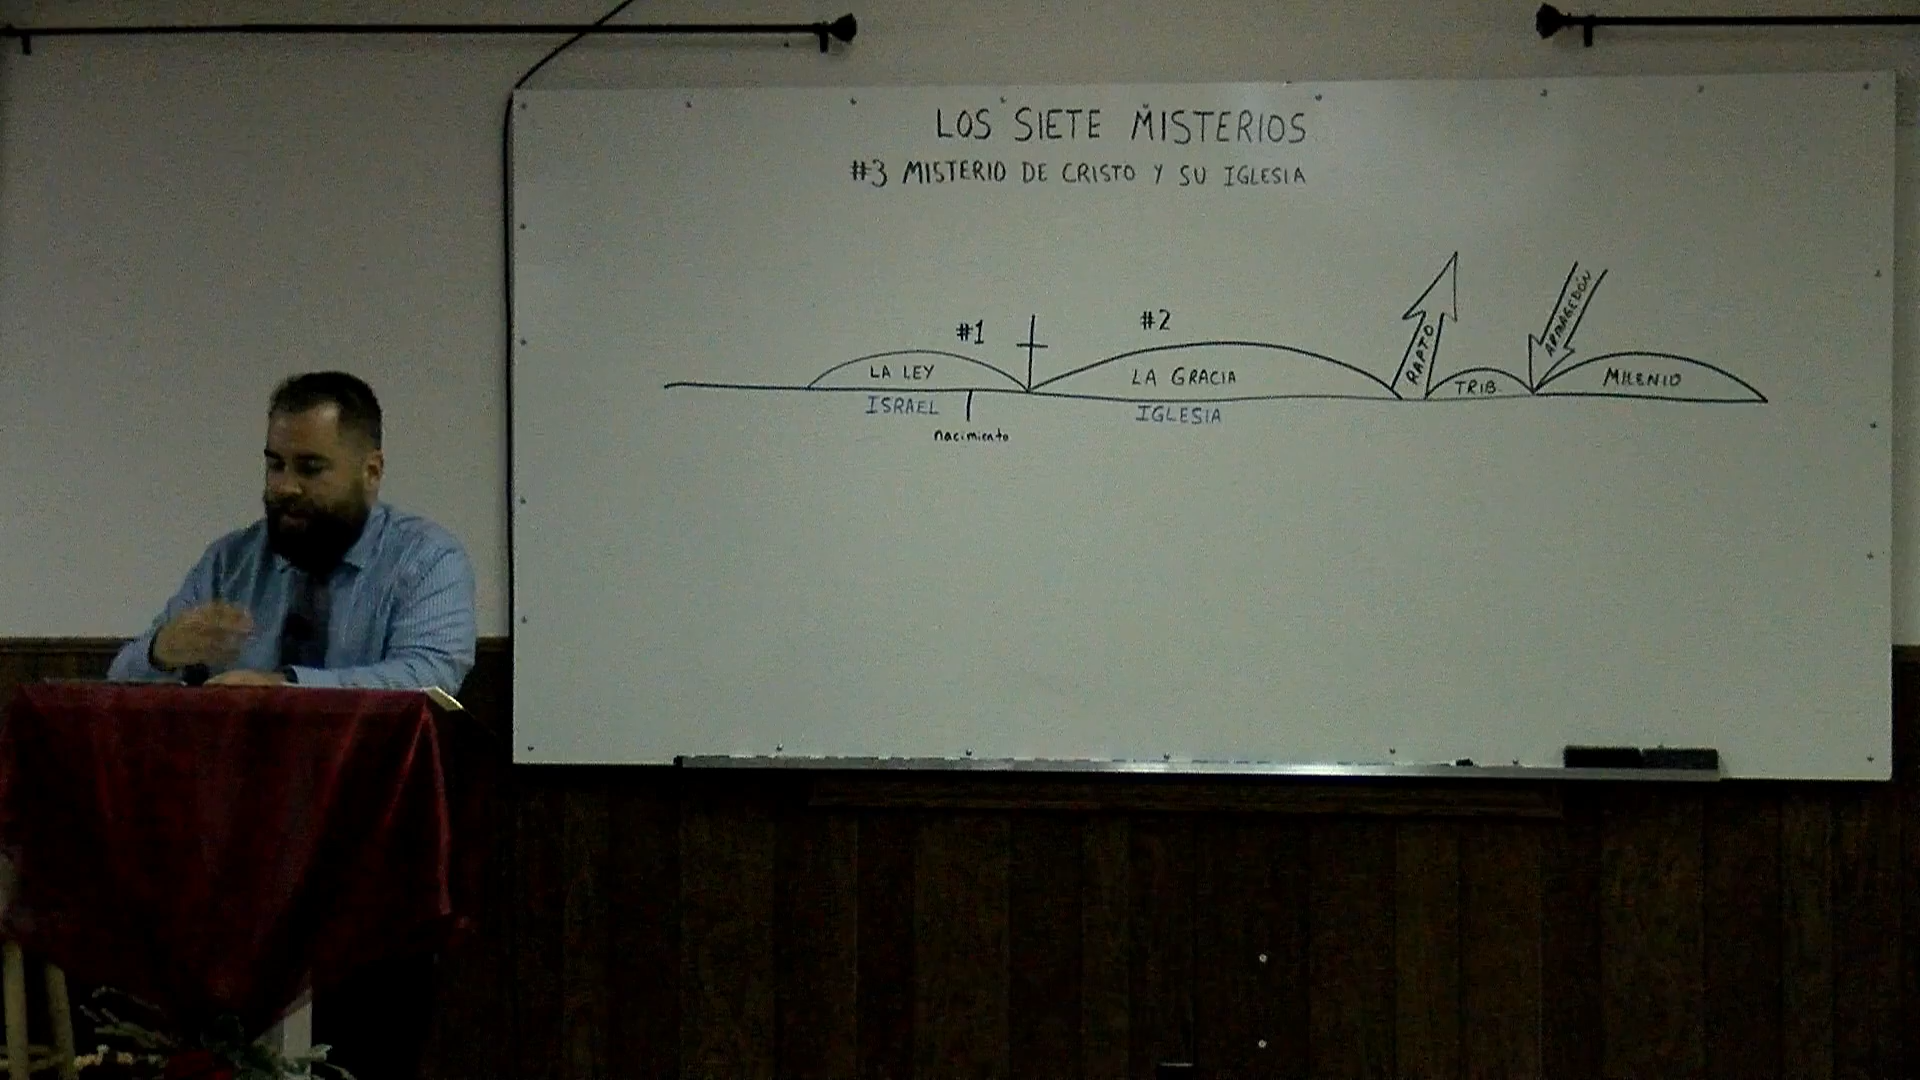 LOS SIETE MISTERIOS
#3 MISTERIO DE CRISTO Y SU IGLESIA
#1
#2
LA LEY
LA GRACIA
RAPTO
TRIB.
ARMAGEDÓN
MILENIO
ISRAEL
IGLESIA
nacimiento